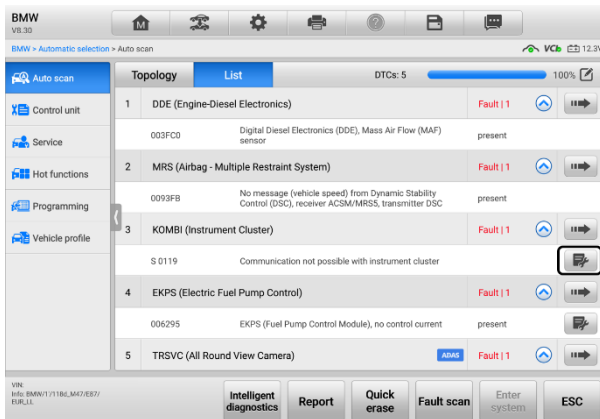 BMW
V8.30
BMW > Automatic selection > Auto scan
VCI 12.3V
Auto scan
Control unit
Service
Hot functions
Programming
Vehicle profile
Topology List DTCs: 5 100%
1 DDE (Engine-Diesel Electronics) Fault | 1
003FC0 Digital Diesel Electronics (DDE), Mass Air Flow (MAF) present
sensor
2 MRS (Airbag - Multiple Restraint System) Fault | 1
0093FB No message (vehicle speed) from Dynamic Stability present
Control (DSC), receiver ACSM/MRS5, transmitter DSC
3 KOMBI (Instrument Cluster) Fault | 1
S 0119 Communication not possible with instrument cluster
4 EKPS (Electric Fuel Pump Control) Fault | 1
006295 EKPS (Fuel Pump Control Module), no control current present
5 TRSVC (All Round View Camera) ADAS Fault | 1
VIN:
Info: BMW/1'/118d_M47/E87/
EUR_LL
Intelligent
diagnostics
Report
Quick
erase
Fault scan
Enter
system
ESC